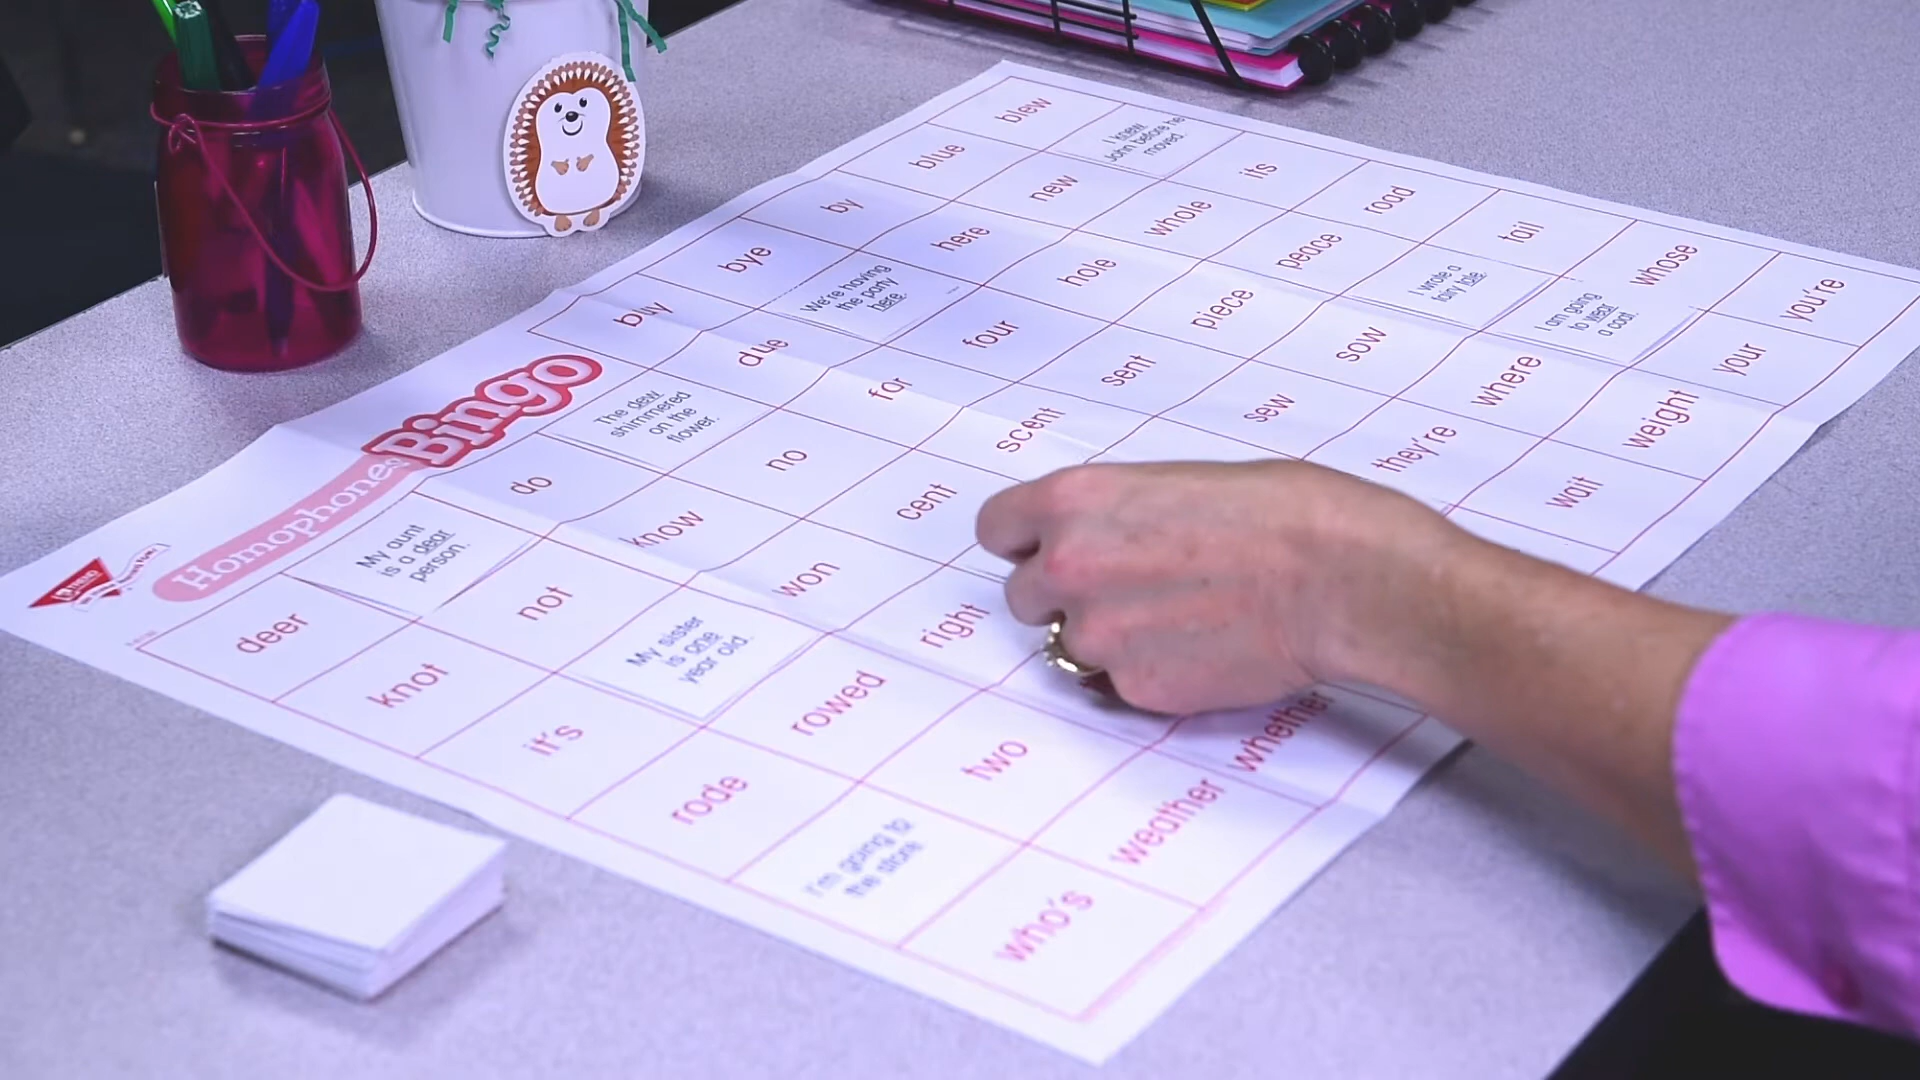 Homophones Bingo
TREND
buy bye by blue blew
deer
My aunt
is a dear
person.
do
The dew
shimmered
on the
flower.
due
We're having
the party
here.
here
new
I knew
John before he
moved.
knot not know no for four hole whole its
it's
My sister
is one
year old.
won cent scent sent piece peace road
rode rowed right sew sow
I wrote a
fairy tale.
tail
I'm going to
the store
two they're where
I am going
to wear
a coat.
whose
who's weather whether wait weight your you're